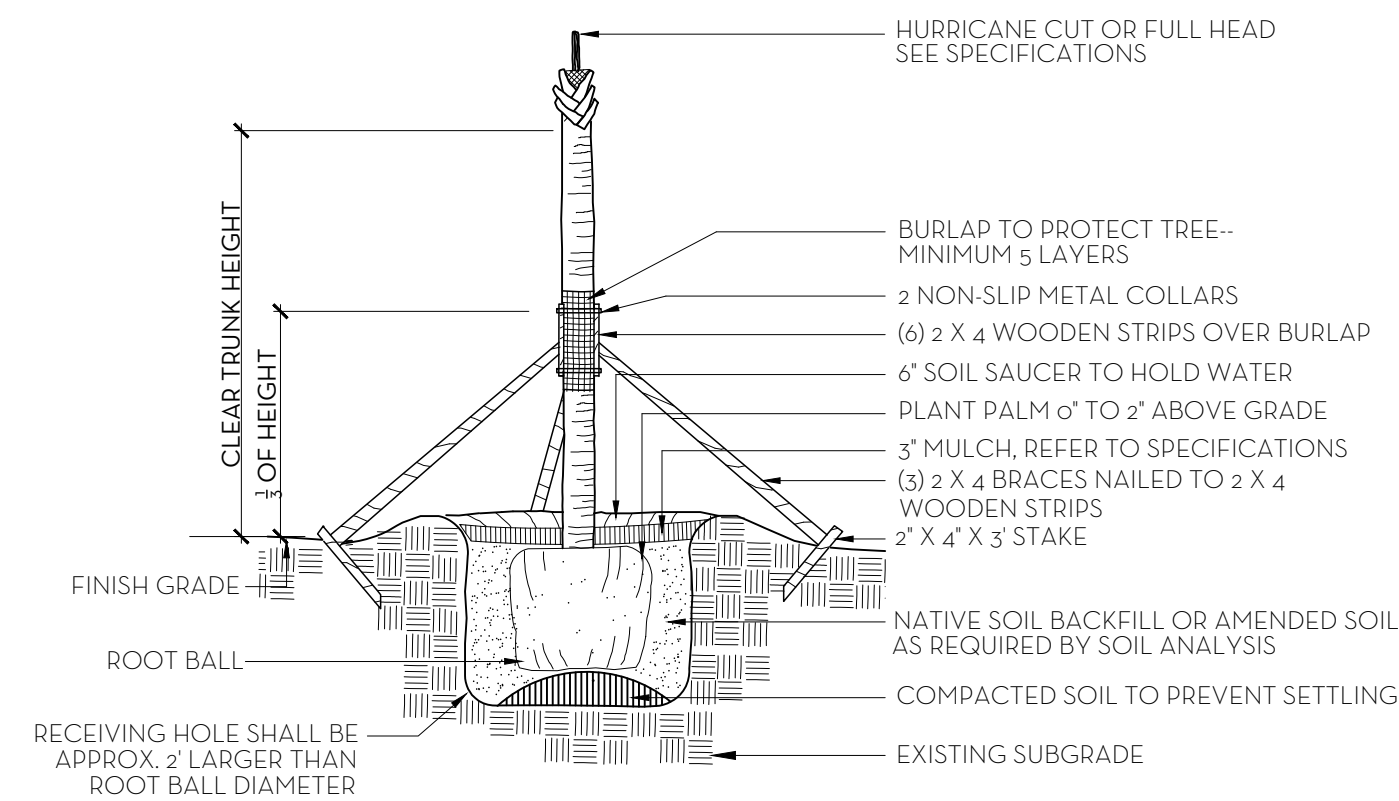 HURRICANE CUT OR FULL HEAD
SEE SPECIFICATIONS
CLEAR TRUNK HEIGHT
1/3 OF HEIGHT
BURLAP TO PROTECT TREE--
MINIMUM 5 LAYERS
2 NON-SLIP METAL COLLARS
(6) 2 X 4 WOODEN STRIPS OVER BURLAP
6" SOIL SAUCER TO HOLD WATER
PLANT PALM 0" TO 2" ABOVE GRADE
3" MULCH, REFER TO SPECIFICATIONS
(3) 2 X 4 BRACES NAILED TO 2 X 4
WOODEN STRIPS
2" X 4" X 3' STAKE
FINISH GRADE
ROOT BALL
RECEIVING HOLE SHALL BE
APPROX. 2' LARGER THAN
ROOT BALL DIAMETER
NATIVE SOIL BACKFILL OR AMENDED SOIL
AS REQUIRED BY SOIL ANALYSIS
COMPACTED SOIL TO PREVENT SETTLING
EXISTING SUBGRADE